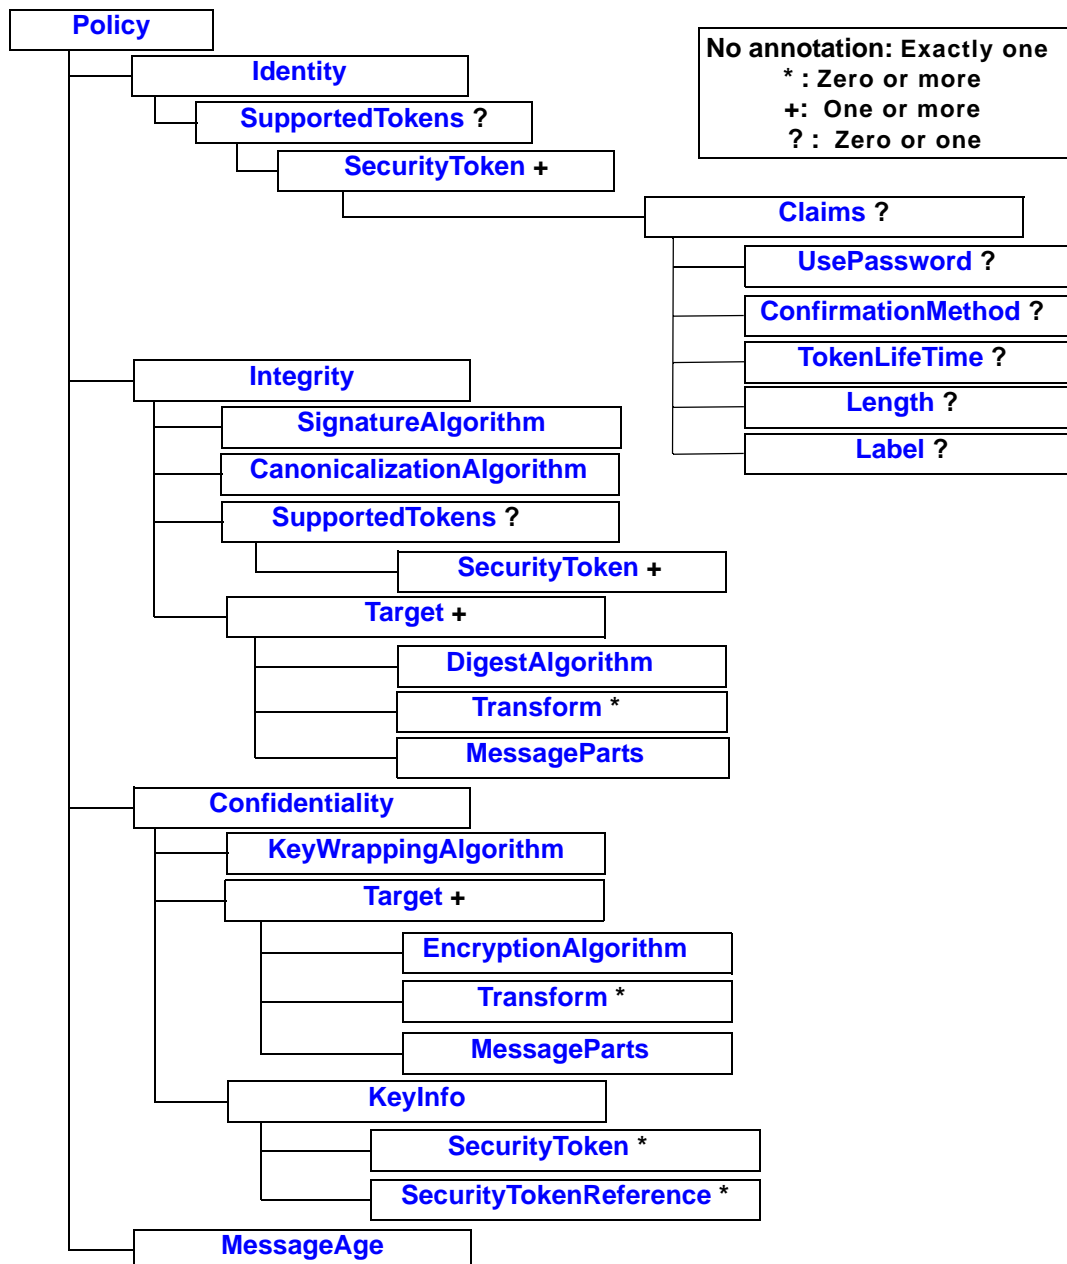 Policy
No annotation: Exactly one
* : Zero or more
+: One or more
? : Zero or one
Identity
SupportedTokens ?
SecurityToken +
Claims ?
UsePassword ?
ConfirmationMethod ?
TokenLifeTime ?
Length ?
Label ?
Integrity
SignatureAlgorithm
CanonicalizationAlgorithm
SupportedTokens ?
SecurityToken +
Target +
DigestAlgorithm
Transform *
MessageParts
Confidentiality
KeyWrappingAlgorithm
Target +
EncryptionAlgorithm
Transform *
MessageParts
KeyInfo
SecurityToken *
SecurityTokenReference *
MessageAge